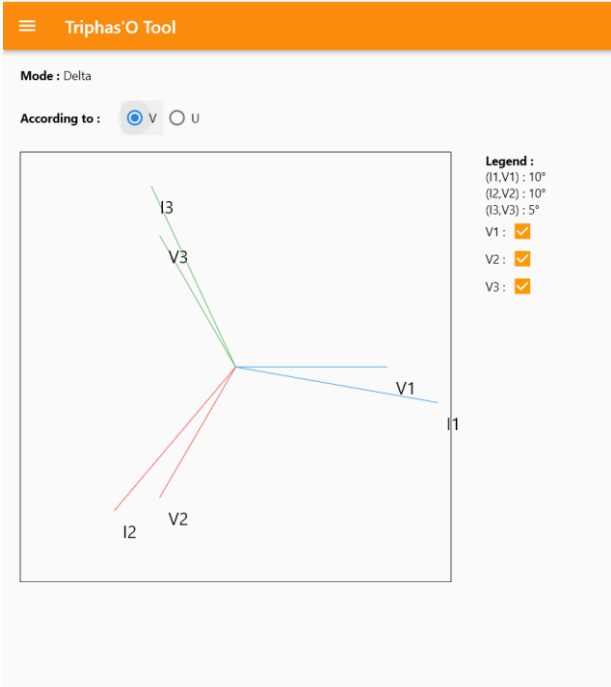 Triphas'O Tool
Mode : Delta
According to : V U
Legend :
(I1,V1) : 10°
(I2,V2) : 10°
(I3,V3) : 5°
V1 :
V2 :
V3 :
I3
V3
V1
I1
V2
I2